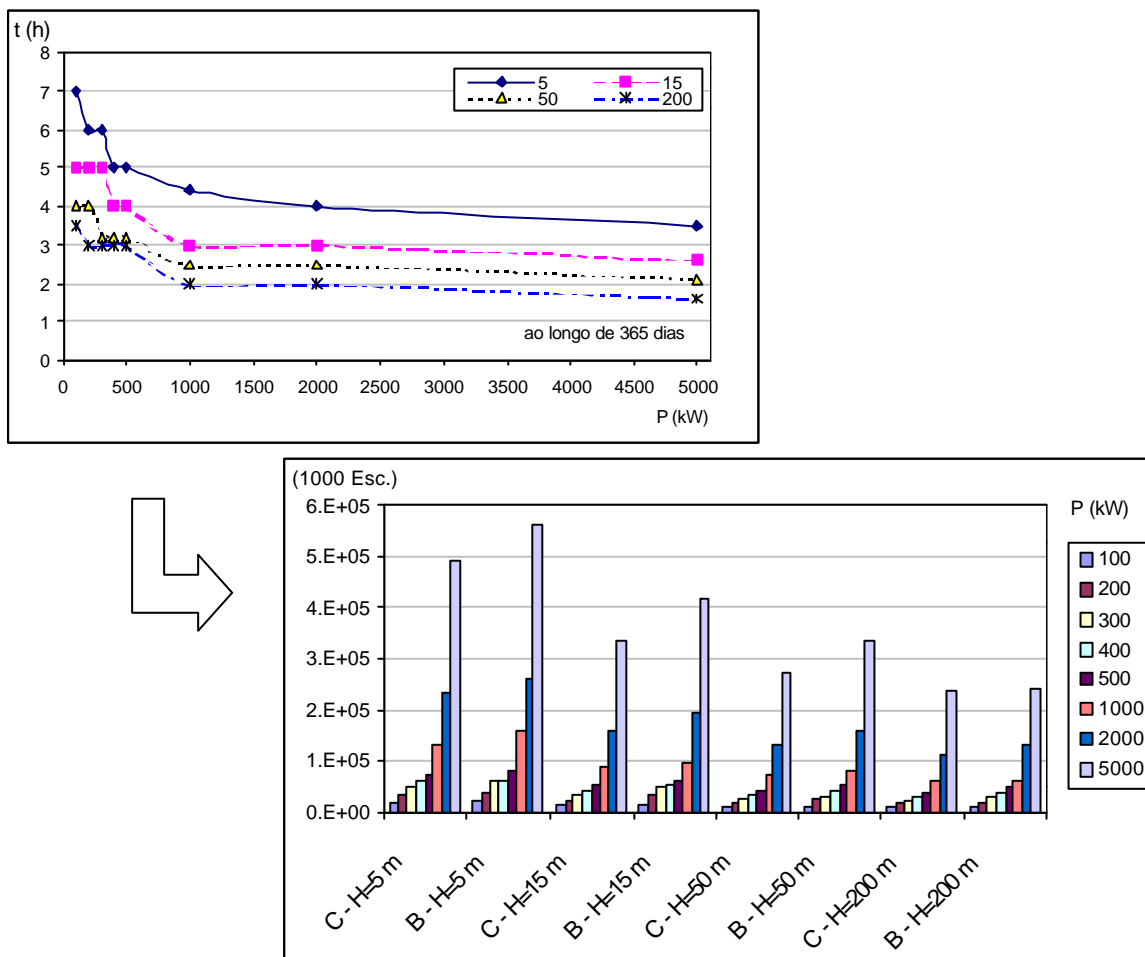 t (h)
8
7
6
5
4
3
2
1
0
5 15
50 200
ao longo de 365 dias
0 500 1000 1500 2000 2500 3000 3500 4000 4500 5000
P (kW)
(1000 Esc.)
6.E+05
5.E+05
4.E+05
3.E+05
2.E+05
1.E+05
0.E+00
C - H=5 m
B - H=5 m
C - H=15 m
B - H=15 m
C - H=50 m
B - H=50 m
C - H=200 m
B - H=200 m
P (kW)
100
200
300
400
500
1000
2000
5000